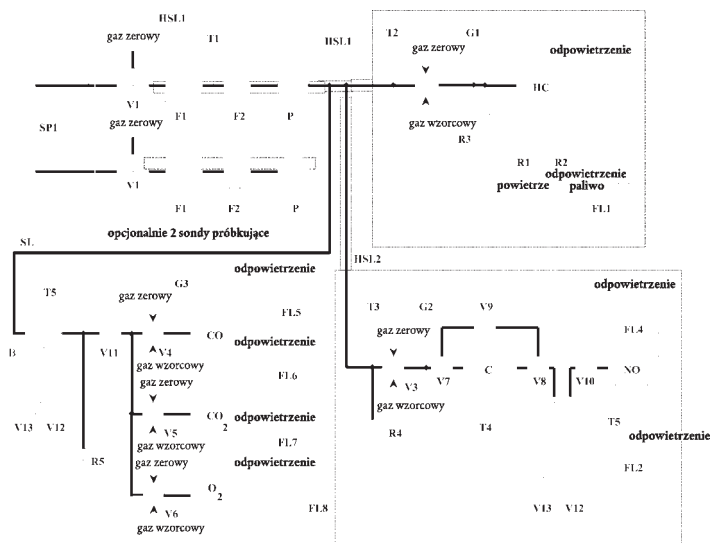 HSL1
gaz zerowy
T1
HSL1
T2
G1
gaz zerowy
odpowietrzenie
HC
V1
gaz zerowy
F1
F2
P
gaz wzorcowy
R3
SP1
R1
R2
odpowietrzenie
powietrze
paliwo
V1
F1
F2
P
FL1
opcjonalnie 2 sondy próbkujące
SL
HSL2
odpowietrzenie
odpowietrzenie
T5
G3
gaz zerowy
FL5
T3
G2
V9
gaz zerowy
FL4
CO
odpowietrzenie
B
V11
V4
gaz wzorcowy
gaz zerowy
FL6
V3
V7
C
V8
V10
NO
gaz wzorcowy
CO2
odpowietrzenie
V13
V12
V5
gaz wzorcowy
gaz zerowy
FL7
R4
T4
T5
odpowietrzenie
R5
odpowietrzenie
FL2
O2
V6
gaz wzorcowy
FL8
V13
V12